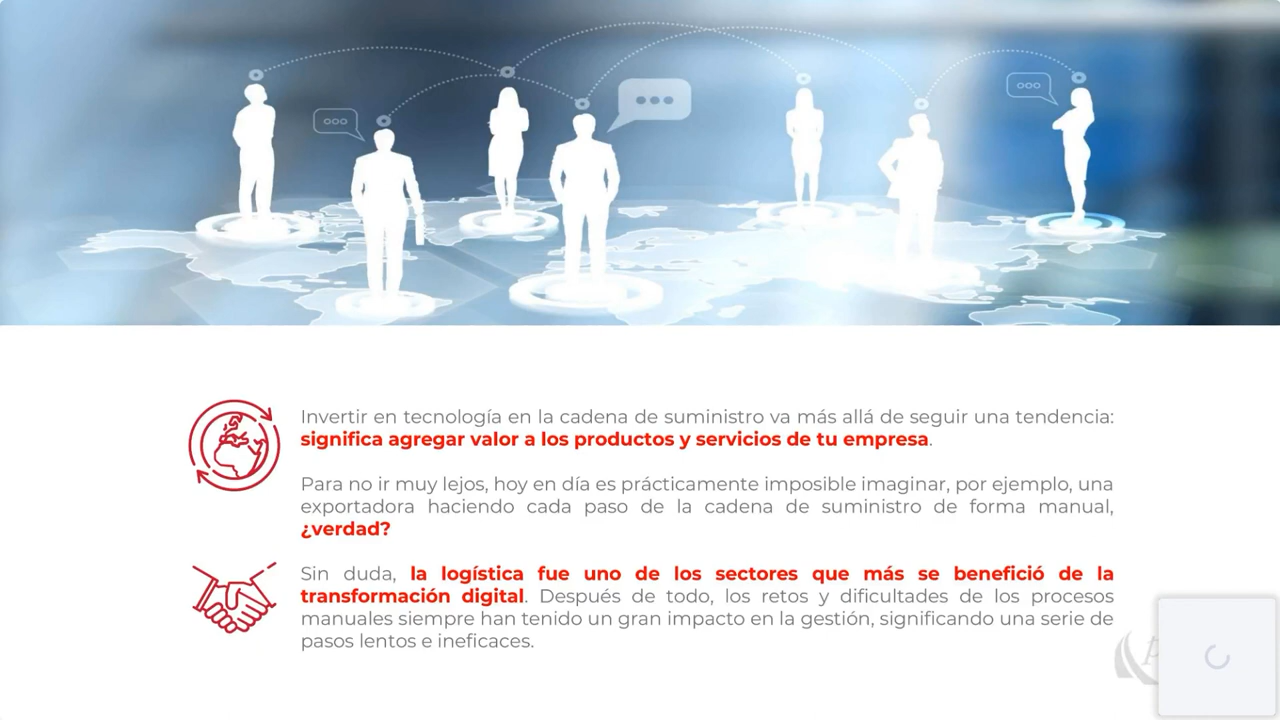 Invertir en tecnología en la cadena de suministro va más allá de seguir una tendencia:
significa agregar valor a los productos y servicios de tu empresa.
Para no ir muy lejos, hoy en día es prácticamente imposible imaginar, por ejemplo, una
exportadora haciendo cada paso de la cadena de suministro de forma manual,
¿verdad?
Sin duda, la logística fue uno de los sectores que más se benefició de la
transformación digital. Después de todo, los retos y dificultades de los procesos
manuales siempre han tenido un gran impacto en la gestión, significando una serie de
pasos lentos e ineficaces.